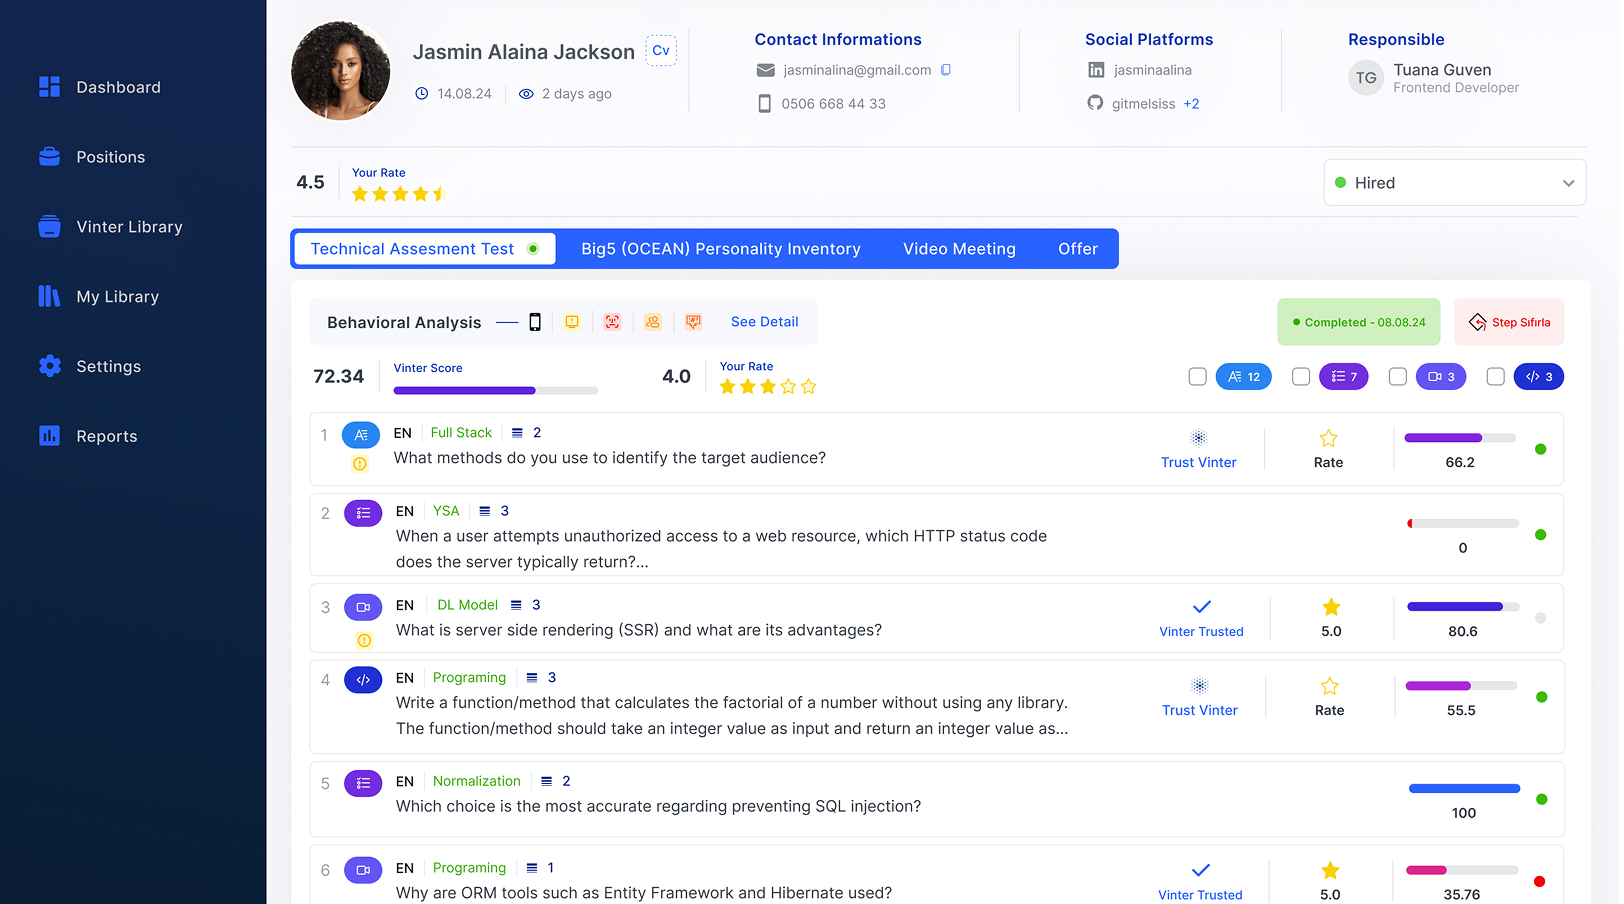 Dashboard
Positions
Vinter Library
My Library
Settings
Reports
Jasmin Alaina Jackson
Cv
14.08.24
2 days ago
Contact Informations
jasminalina@gmail.com
0506 668 44 33
Social Platforms
jasminaalina
gitmelsiss +2
Responsible
TG
Tuana Guven
Frontend Developer
4.5
Your Rate
Hired
Technical Assesment Test
Big5 (OCEAN) Personality Inventory
Video Meeting
Offer
Behavioral Analysis
See Detail
Completed - 08.08.24
Step Sıfırla
72.34
Vinter Score
4.0
Your Rate
12
7
3
3
1
EN Full Stack 2
What methods do you use to identify the target audience?
Trust Vinter
Rate
66.2
2
EN YSA 3
When a user attempts unauthorized access to a web resource, which HTTP status code
does the server typically return?...
0
3
EN DL Model 3
What is server side rendering (SSR) and what are its advantages?
Vinter Trusted
5.0
80.6
4
EN Programing 3
Write a function/method that calculates the factorial of a number without using any library.
The function/method should take an integer value as input and return an integer value as...
Trust Vinter
Rate
55.5
5
EN Normalization 2
Which choice is the most accurate regarding preventing SQL injection?
100
6
EN Programing 1
Why are ORM tools such as Entity Framework and Hibernate used?
Vinter Trusted
5.0
35.76